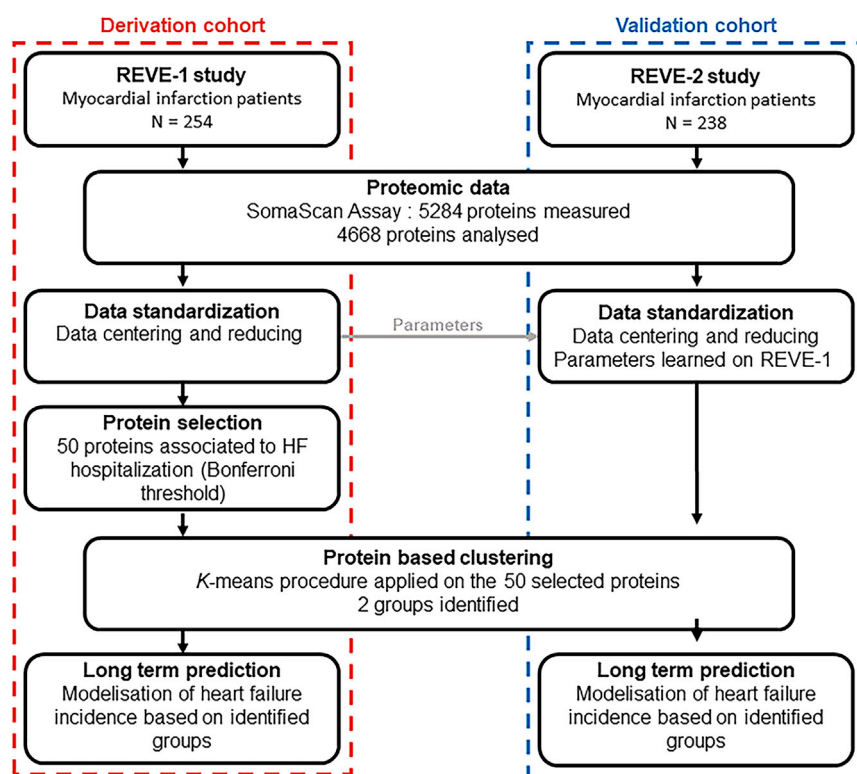 Derivation cohort
Validation cohort
REVE-1 study
Myocardial infarction patients
N = 254
REVE-2 study
Myocardial infarction patients
N = 238
Proteomic data
SomaScan Assay : 5284 proteins measured
4668 proteins analysed
Data standardization
Data centering and reducing
Parameters
Data standardization
Data centering and reducing
Parameters learned on REVE-1
Protein selection
50 proteins associated to HF
hospitalization (Bonferroni
threshold)
Protein based clustering
K-means procedure applied on the 50 selected proteins
2 groups identified
Long term prediction
Modelisation of heart failure
incidence based on identified
groups
Long term prediction
Modelisation of heart failure
incidence based on identified
groups